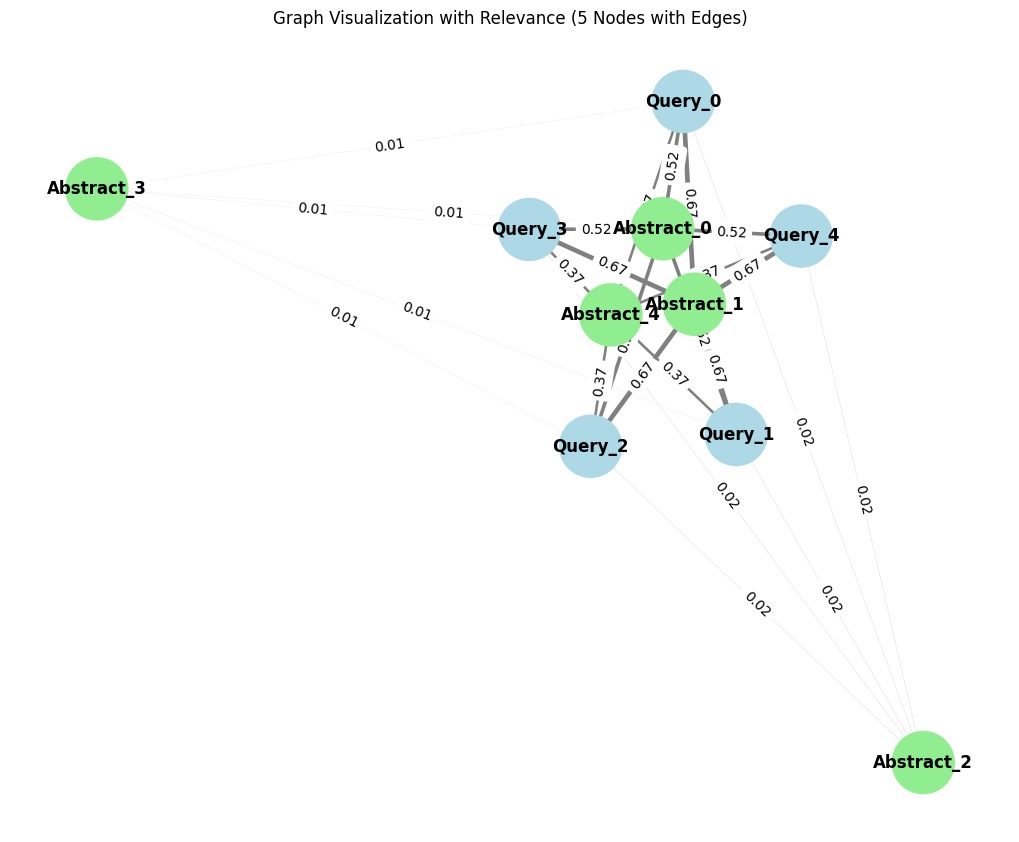 Graph Visualization with Relevance (5 Nodes with Edges)
Query_0
0.01
0.52
Abstract_3
0.67
0.01
0.01
Query_3
0.52
Abstract_0
0.52
Query_4
0.67
0.37
0.67
Abstract_4
Abstract_1
0.01
0.01
0.37
0.67
0.37
0.67
Query_2
Query_1
0.02
0.02
0.02
0.02
0.02
Abstract_2